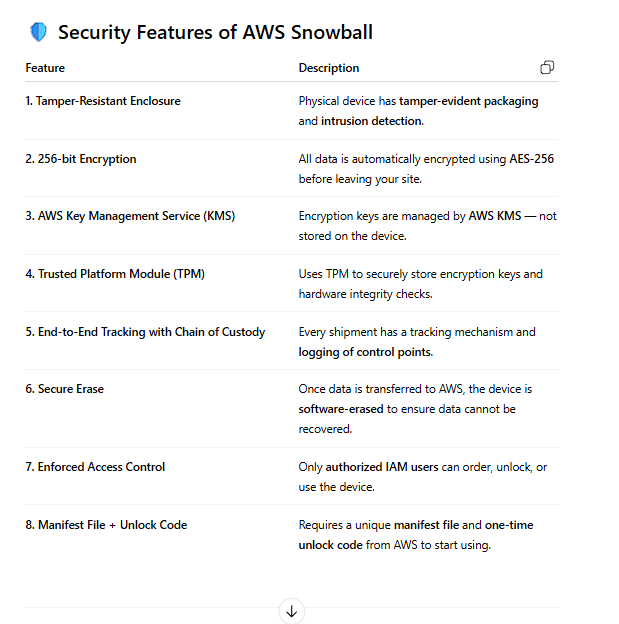 Security Features of AWS Snowball
Feature Description
1. Tamper-Resistant Enclosure Physical device has tamper-evident packaging
and intrusion detection.
2. 256-bit Encryption All data is automatically encrypted using AES-256
before leaving your site.
3. AWS Key Management Service (KMS) Encryption keys are managed by AWS KMS — not
stored on the device.
4. Trusted Platform Module (TPM) Uses TPM to securely store encryption keys and
hardware integrity checks.
5. End-to-End Tracking with Chain of Custody Every shipment has a tracking mechanism and
logging of control points.
6. Secure Erase Once data is transferred to AWS, the device is
software-erased to ensure data cannot be
recovered.
7. Enforced Access Control Only authorized IAM users can order, unlock, or
use the device.
8. Manifest File + Unlock Code Requires a unique manifest file and one-time
unlock code from AWS to start using.